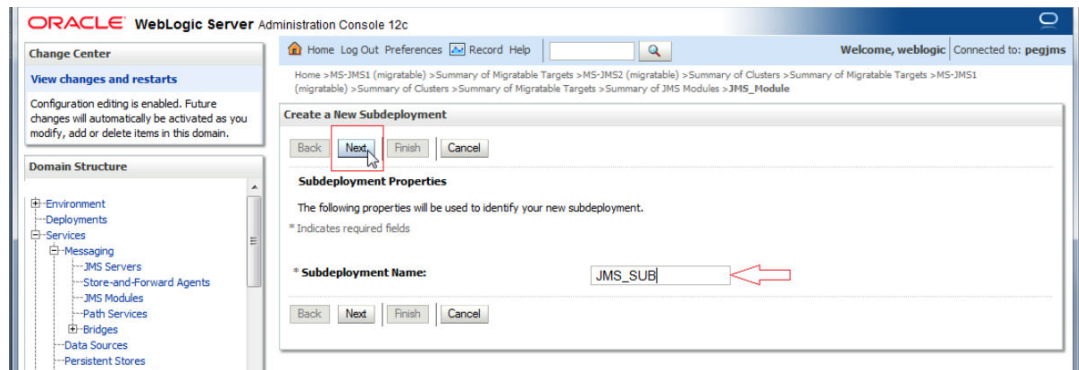 ORACLE WebLogic Server Administration Console 12c
Change Center
View changes and restarts
Configuration editing is enabled. Future
changes will automatically be activated as you
modify, add or delete items in this domain.
Domain Structure
Environment
Deployments
Services
Messaging
JMS Servers
Store-and-Forward Agents
JMS Modules
Path Services
Bridges
Data Sources
Persistent Stores
Home Log Out Preferences Record Help
Welcome, weblogic Connected to: pegjms
Home >MS-JMS1 (migratable) >Summary of Migratable Targets >MS-JMS2 (migratable) >Summary of Clusters >Summary of Migratable Targets >MS-JMS1
(migratable) >Summary of Clusters >Summary of Migratable Targets >Summary of JMS Modules >JMS_Module
Create a New Subdeployment
Back Next Finish Cancel
Subdeployment Properties
The following properties will be used to identify your new subdeployment.
* Indicates required fields
* Subdeployment Name: JMS_SUB
Back Next Finish Cancel